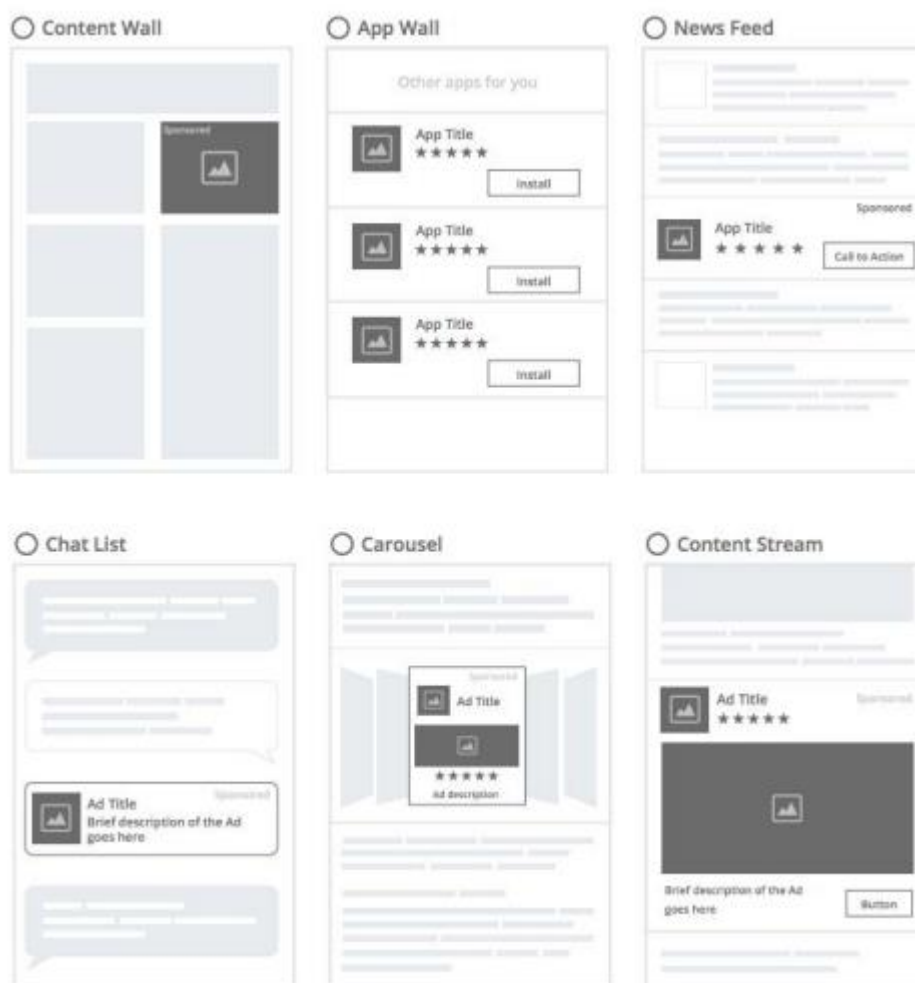 Content Wall
Sponsored
App Wall
Other apps for you
App Title
Install
App Title
Install
App Title
Install
News Feed
Sponsored
App Title
Call to Action
Chat List
Sponsored
Ad Title
Brief description of the Ad
goes here
Carousel
Sponsored
Ad Title
Ad description
Content Stream
Ad Title
Sponsored
Brief description of the Ad
goes here
Button